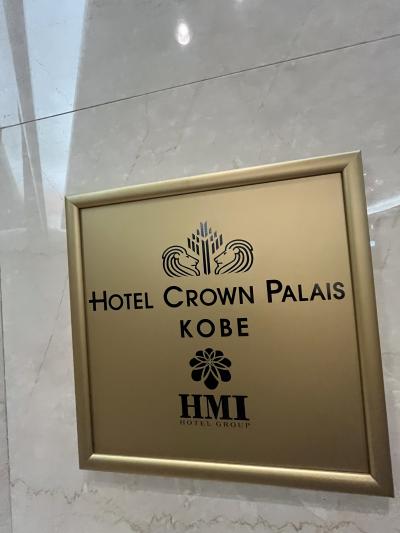 HOTEL CROWN PALAIS
KOBE
HMI
HOTEL GROUP